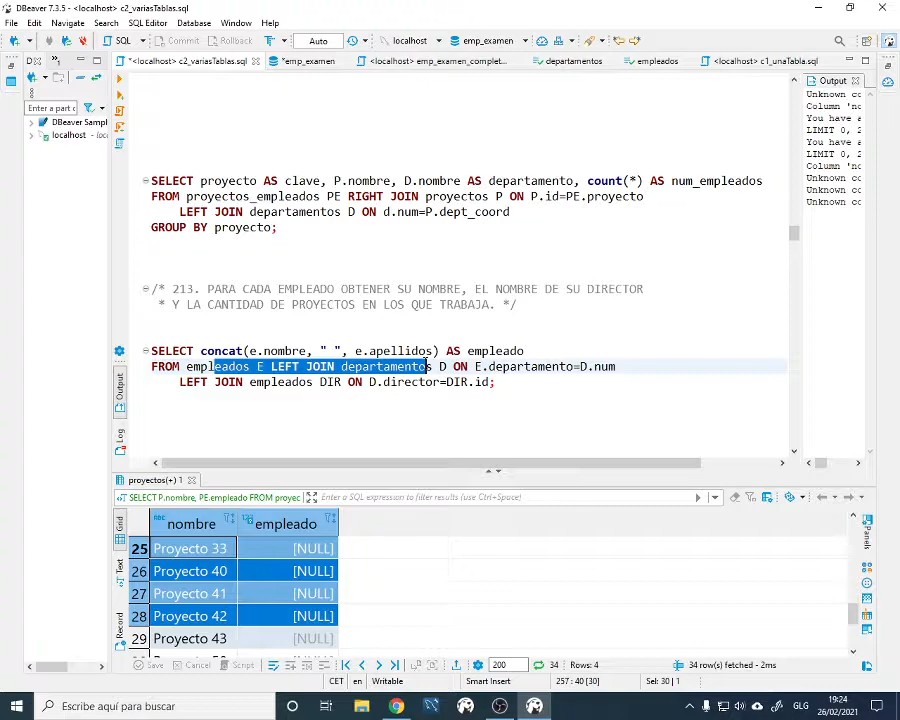 DBeaver 7.3.5 - <localhost> c2_variasTablas.sql
File Edit Navigate Search SQL Editor Database Window Help
SQL Commit Rollback Auto localhost emp_examen
*<localhost> c2_variasTablas.sql *emp_examen <localhost> emp_examen_complet... departamentos empleados <localhost> c1_unaTabla.sql
Output
Enter a part c
DBeaver Sampl
localhost - loca
Unknown co
Column 'no
You have a
LIMIT 0, 2
You have a
LIMIT 0, 2
Column 'no
Unknown co
Unknown co
Unknown co
SELECT proyecto AS clave, P.nombre, D.nombre AS departamento, count(*) AS num_empleados
FROM proyectos_empleados PE RIGHT JOIN proyectos P ON P.id=PE.proyecto
LEFT JOIN departamentos D ON d.num=P.dept_coord
GROUP BY proyecto;
/* 213. PARA CADA EMPLEADO OBTENER SU NOMBRE, EL NOMBRE DE SU DIRECTOR
* Y LA CANTIDAD DE PROYECTOS EN LOS QUE TRABAJA. */
SELECT concat(e.nombre, " ", e.apellidos) AS empleado
FROM empleados E LEFT JOIN departamentos D ON E.departamento=D.num
LEFT JOIN empleados DIR ON D.director=DIR.id;
Output
Log
proyectos(+) 1
SELECT P.nombre, PE.empleado FROM proyec Enter a SQL expression to filter results (use Ctrl+Space)
Grid
Text
Record
Panels
nombre empleado
25 Proyecto 33 [NULL]
26 Proyecto 40 [NULL]
27 Proyecto 41 [NULL]
28 Proyecto 42 [NULL]
29 Proyecto 43 [NULL]
Save Cancel Script 200 34 Rows: 4 34 row(s) fetched - 2ms
CET en Writable Smart Insert 257 : 40 [30] Sel: 30 | 1
Escribe aquí para buscar
GLG
19:24
26/02/2021